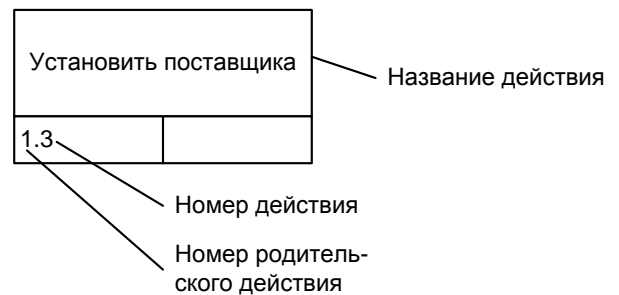 Установить поставщика
Название действия
1.3
Номер действия
Номер родитель-
ского действия